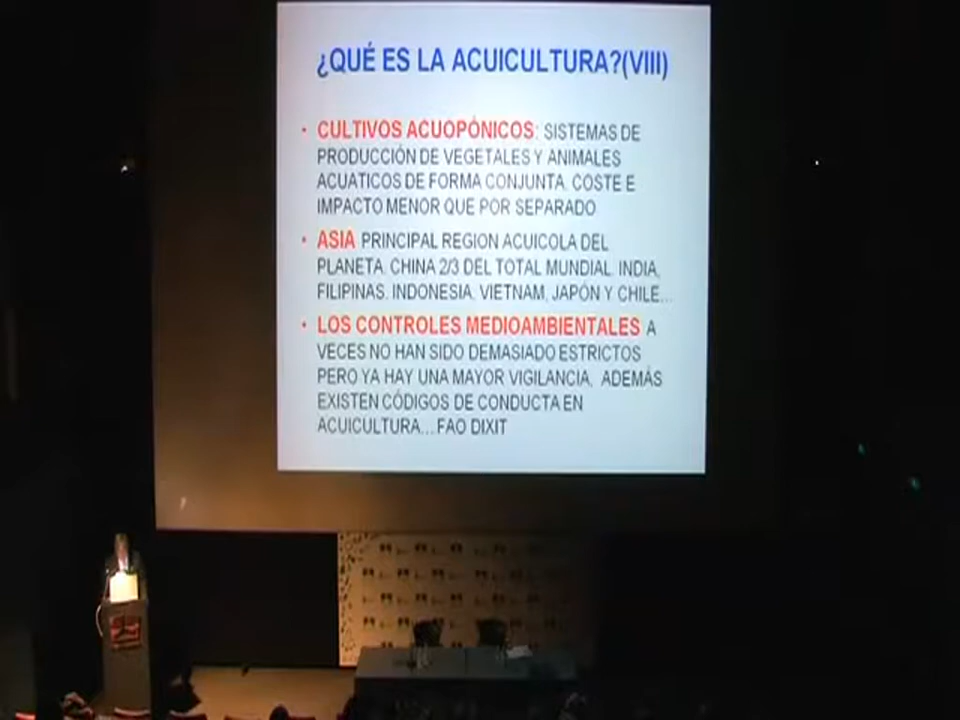 ¿QUÉ ES LA ACUICULTURA?(VIII)
• CULTIVOS ACUOPÓNICOS: SISTEMAS DE
PRODUCCIÓN DE VEGETALES Y ANIMALES
ACUATICOS DE FORMA CONJUNTA. COSTE E
IMPACTO MENOR QUE POR SEPARADO
• ASIA PRINCIPAL REGION ACUICOLA DEL
PLANETA. CHINA 2/3 DEL TOTAL MUNDIAL. INDIA,
FILIPINAS, INDONESIA, VIETNAM, JAPÓN Y CHILE...
• LOS CONTROLES MEDIOAMBIENTALES A
VECES NO HAN SIDO DEMASIADO ESTRICTOS
PERO YA HAY UNA MAYOR VIGILANCIA, ADEMÁS
EXISTEN CÓDIGOS DE CONDUCTA EN
ACUICULTURA...FAO DIXIT